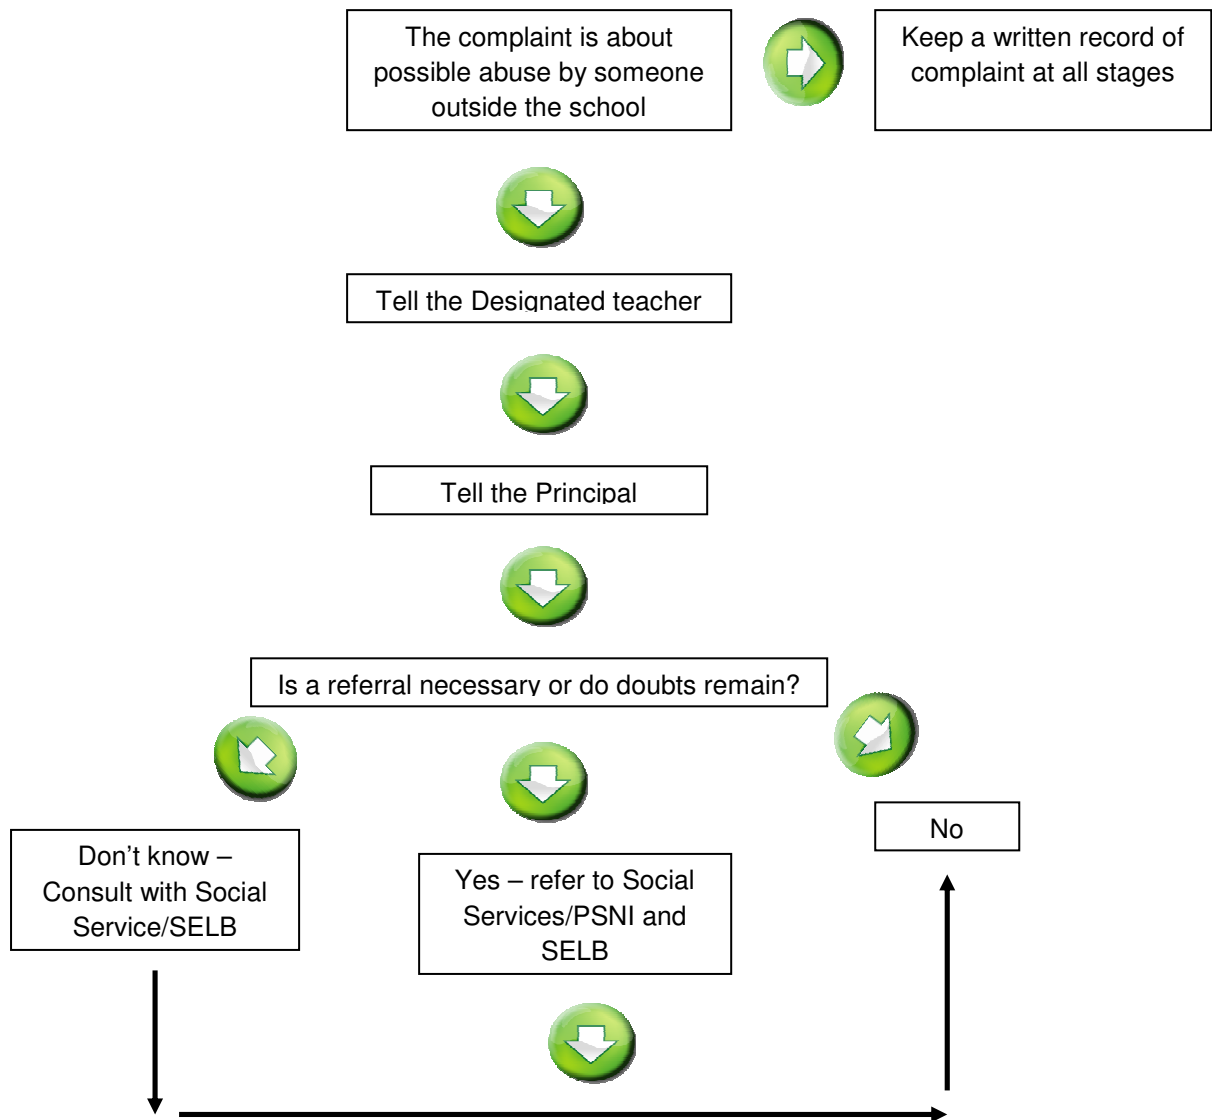 The complaint is about
possible abuse by someone
outside the school
Keep a written record of
complaint at all stages
Tell the Designated teacher
Tell the Principal
Is a referral necessary or do doubts remain?
Don't know –
Consult with Social
Service/SELB
Yes – refer to Social
Services/PSNI and
SELB
No